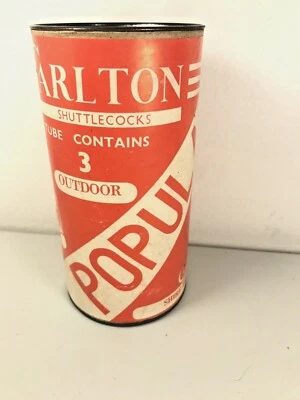 ARLTON
SHUTTLECOCKS
TUBE CONTAINS
3
OUTDOOR
POPUL